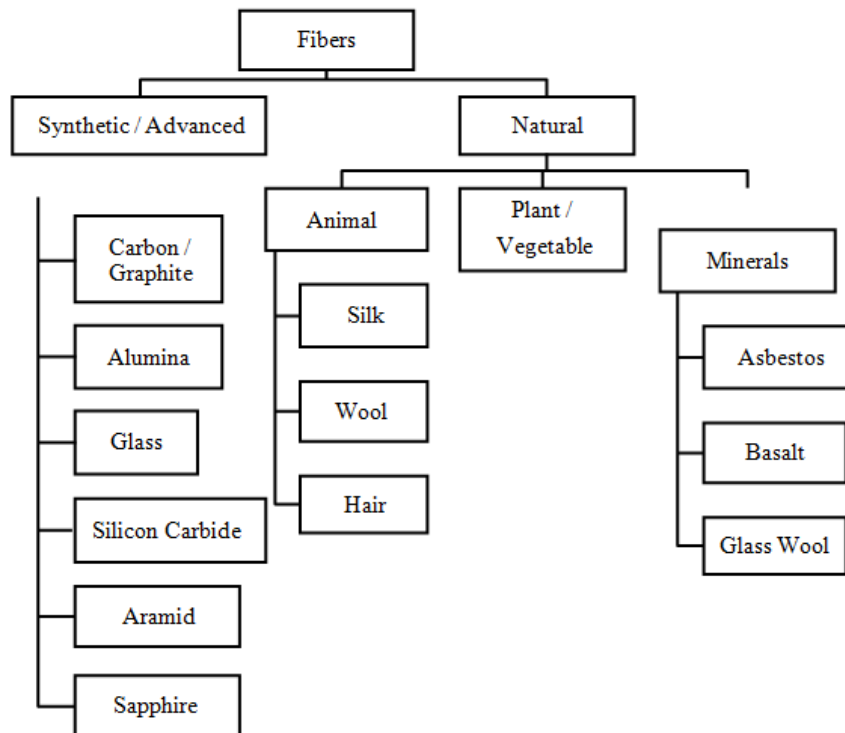 Fibers
Synthetic / Advanced
Natural
Animal
Plant /
Vegetable
Minerals
Carbon /
Graphite
Alumina
Glass
Silicon Carbide
Aramid
Sapphire
Silk
Wool
Hair
Asbestos
Basalt
Glass Wool